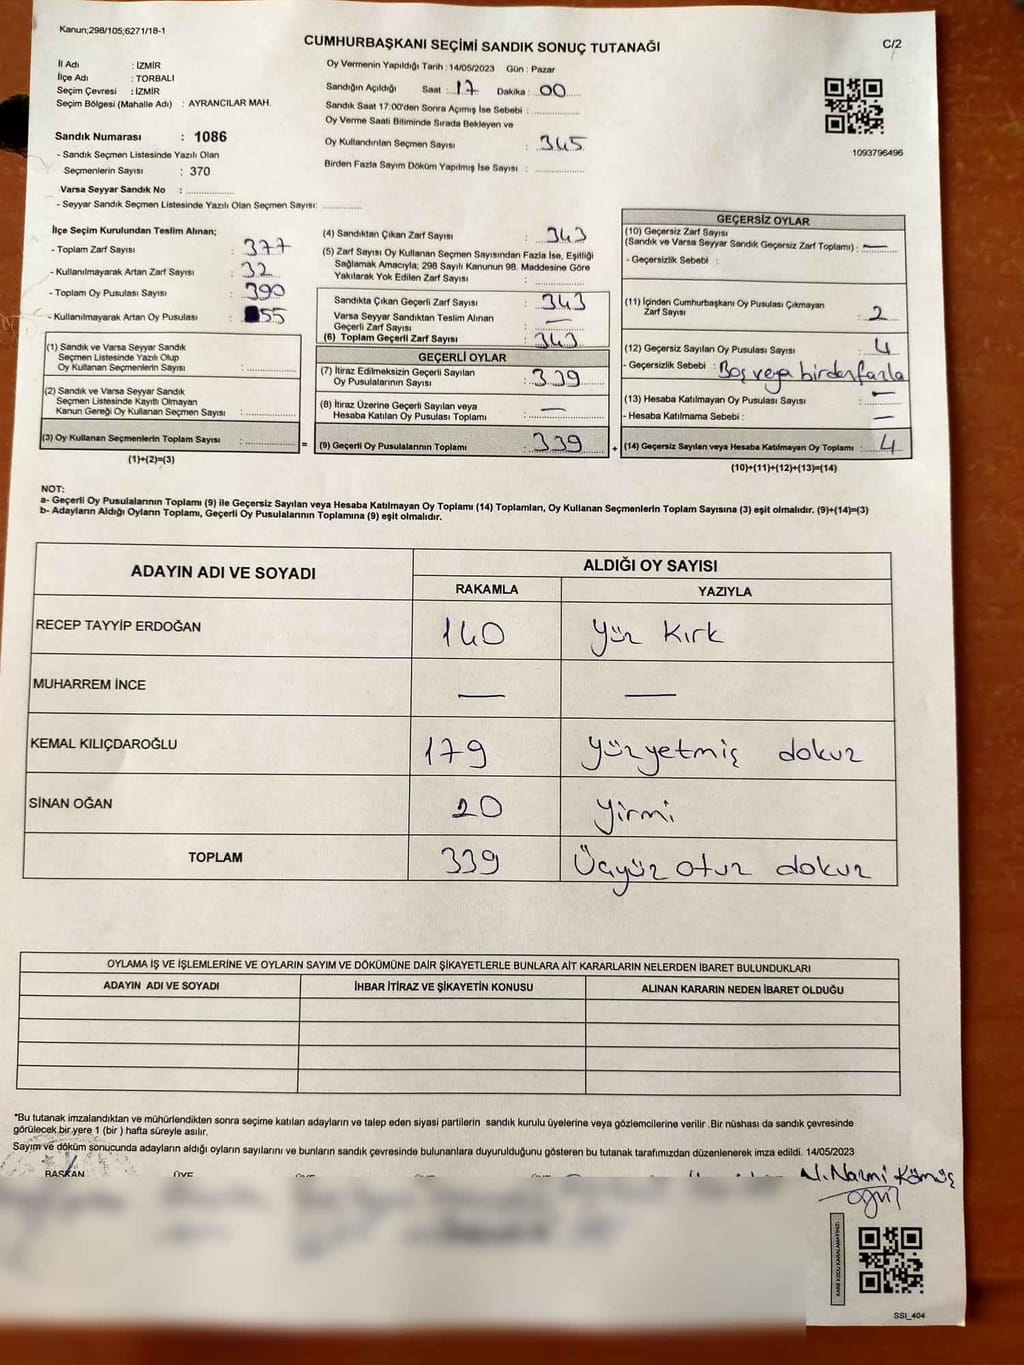 Kanun;298/105;6271/18-1
CUMHURBAŞKANI SEÇİMİ SANDIK SONUÇ TUTANAĞI
C/2
İl Adı : İZMİR
İlçe Adı : TORBALI
Seçim Çevresi : İZMİR
Seçim Bölgesi (Mahalle Adı) : AYRANCILAR MAH.
Sandık Numarası : 1086
- Sandık Seçmen Listesinde Yazılı Olan
Seçmenlerin Sayısı : 370
Varsa Seyyar Sandık No : ..............
- Seyyar Sandık Seçmen Listesinde Yazılı Olan Seçmen Sayısı: ............
Oy Vermenin Yapıldığı Tarih : 14/05/2023 Gün : Pazar
Sandığın Açıldığı Saat : 17 Dakika : 00
Sandık Saat 17:00'den Sonra Açımış İse Sebebi : ..............
Oy Verme Saati Bitiminde Sırada Bekleyen ve
Oy Kullandırılan Seçmen Sayısı : 345
Birden Fazla Sayım Döküm Yapılmış İse Sayısı : ..............
1093796496
İlçe Seçim Kurulundan Teslim Alınan;
- Toplam Zarf Sayısı : 377
- Kullanılmayarak Artan Zarf Sayısı : 32
- Toplam Oy Pusulası Sayısı : 390
- Kullanılmayarak Artan Oy Pusulası : 55
(1) Sandık ve Varsa Seyyar Sandık
Seçmen Listesinde Yazılı Olup
Oy Kullanan Seçmenlerin Sayısı : ..............
(2) Sandık ve Varsa Seyyar Sandık
Seçmen Listesinde Kayıtlı Olmayan
Kanun Gereği Oy Kullanan Seçmen Sayısı : ..............
(3) Oy Kullanan Seçmenlerin Toplam Sayısı : ..............
(1)+(2)=(3)
(4) Sandıktan Çıkan Zarf Sayısı : 343
(5) Zarf Sayısı Oy Kullanan Seçmen Sayısından Fazla İse, Eşitliği
Sağlamak Amacıyla; 298 Sayılı Kanunun 98. Maddesine Göre
Yakılarak Yok Edilen Zarf Sayısı : ..............
Sandıkta Çıkan Geçerli Zarf Sayısı : 343
Varsa Seyyar Sandıktan Teslim Alınan
Geçerli Zarf Sayısı : —
(6) Toplam Geçerli Zarf Sayısı : 343
GEÇERLİ OYLAR
(7) İtiraz Edilmeksizin Geçerli Sayılan
Oy Pusulalarının Sayısı : 339
(8) İtiraz Üzerine Geçerli Sayılan veya
Hesaba Katılan Oy Pusulası Toplamı : —
=
(9) Geçerli Oy Pusulalarının Toplamı : 339
+
GEÇERSİZ OYLAR
(10) Geçersiz Zarf Sayısı
(Sandık ve Varsa Seyyar Sandık Geçersiz Zarf Toplamı) : —
- Geçersizlik Sebebi :
(11) İçinden Cumhurbaşkanı Oy Pusulası Çıkmayan
Zarf Sayısı : 2
(12) Geçersiz Sayılan Oy Pusulası Sayısı : 4
- Geçersizlik Sebebi : Boş veya birden fazla
(13) Hesaba Katılmayan Oy Pusulası Sayısı : —
- Hesaba Katılmama Sebebi : —
(14) Geçersiz Sayılan veya Hesaba Katılmayan Oy Toplamı : 4
(10)+(11)+(12)+(13)=(14)
NOT:
a- Geçerli Oy Pusulalarının Toplamı (9) ile Geçersiz Sayılan veya Hesaba Katılmayan Oy Toplamı (14) Toplamları, Oy Kullanan Seçmenlerin Toplam Sayısına (3) eşit olmalıdır. (9)+(14)=(3)
b- Adayların Aldığı Oyların Toplamı, Geçerli Oy Pusulalarının Toplamına (9) eşit olmalıdır.
ADAYIN ADI VE SOYADI
ALDIĞI OY SAYISI
RAKAMLA YAZIYLA
RECEP TAYYİP ERDOĞAN 140 Yüz Kırk
MUHARREM İNCE — —
KEMAL KILIÇDAROĞLU 179 Yüzyetmiş dokuz
SİNAN OĞAN 20 Yirmi
TOPLAM 339 Üçyüz otuz dokuz
OYLAMA İŞ VE İŞLEMLERİNE VE OYLARIN SAYIM VE DÖKÜMÜNE DAİR ŞİKAYETLERLE BUNLARA AİT KARARLARIN NELERDEN İBARET BULUNDUKLARI
ADAYIN ADI VE SOYADI İHBAR İTİRAZ VE ŞİKAYETİN KONUSU ALINAN KARARIN NEDEN İBARET OLDUĞU
*Bu tutanak imzalandıktan ve mühürlendikten sonra seçime katılan adayların ve talep eden siyasi partilerin sandık kurulu üyelerine veya gözlemcilerine verilir .Bir nüshası da sandık çevresinde
görülecek bir yere 1 (bir ) hafta süreyle asılır.
Sayım ve döküm sonucunda adayların aldığı oyların sayılarını ve bunların sandık çevresinde bulunanlara duyurulduğunu gösteren bu tutanak tarafımızdan düzenlenerek imza edildi. 14/05/2023
BAŞKAN ÜYE
Nazmi Kömüş
KARE KODU KARALAMAYINIZ!
SSI_404